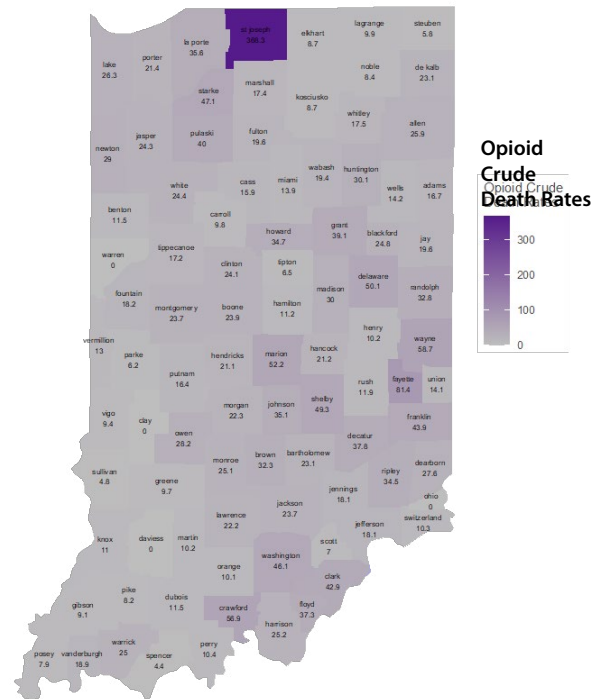 lagrange
9.9
steuben
5.8
st joseph
386.3
elkhart
8.7
la porte
35.6
porter
21.4
lake
26.3
noble
8.4
de kalb
23.1
marshall
17.4
starke
47.1
kosciusko
8.7
whitley
17.5
allen
25.9
jasper
24.3
pulaski
40
fulton
19.6
newton
29
wabash
19.4
huntington
30.1
white
24.4
cass
15.9
miami
13.9
wells
14.2
adams
16.7
benton
11.5
carroll
9.8
howard
34.7
grant
39.1
blackford
24.8
jay
19.6
warren
0
tippecanoe
17.2
clinton
24.1
tipton
6.5
delaware
50.1
madison
30
randolph
32.8
fountain
18.2
montgomery
23.7
boone
23.9
hamilton
11.2
henry
10.2
wayne
58.7
vermillion
13
parke
6.2
hendricks
21.1
marion
52.2
hancock
21.2
putnam
16.4
rush
11.9
fayette
81.4
union
14.1
morgan
22.3
johnson
35.1
shelby
49.3
vigo
9.4
clay
0
franklin
43.9
owen
28.2
decatur
37.8
monroe
25.1
brown
32.3
bartholomew
23.1
dearborn
27.6
ripley
34.5
sullivan
4.8
greene
9.7
jennings
18.1
ohio
0
jackson
23.7
lawrence
22.2
jefferson
18.1
switzerland
10.3
knox
11
daviess
0
martin
10.2
scott
7
washington
46.1
orange
10.1
clark
42.9
pike
8.2
dubois
11.5
gibson
9.1
crawford
56.9
floyd
37.3
harrison
25.2
warrick
25
perry
10.4
posey
7.9
vanderburgh
18.9
spencer
4.4
Opioid
Crude
Death Rates
Opioid Crude
Death Rates
300
200
100
0